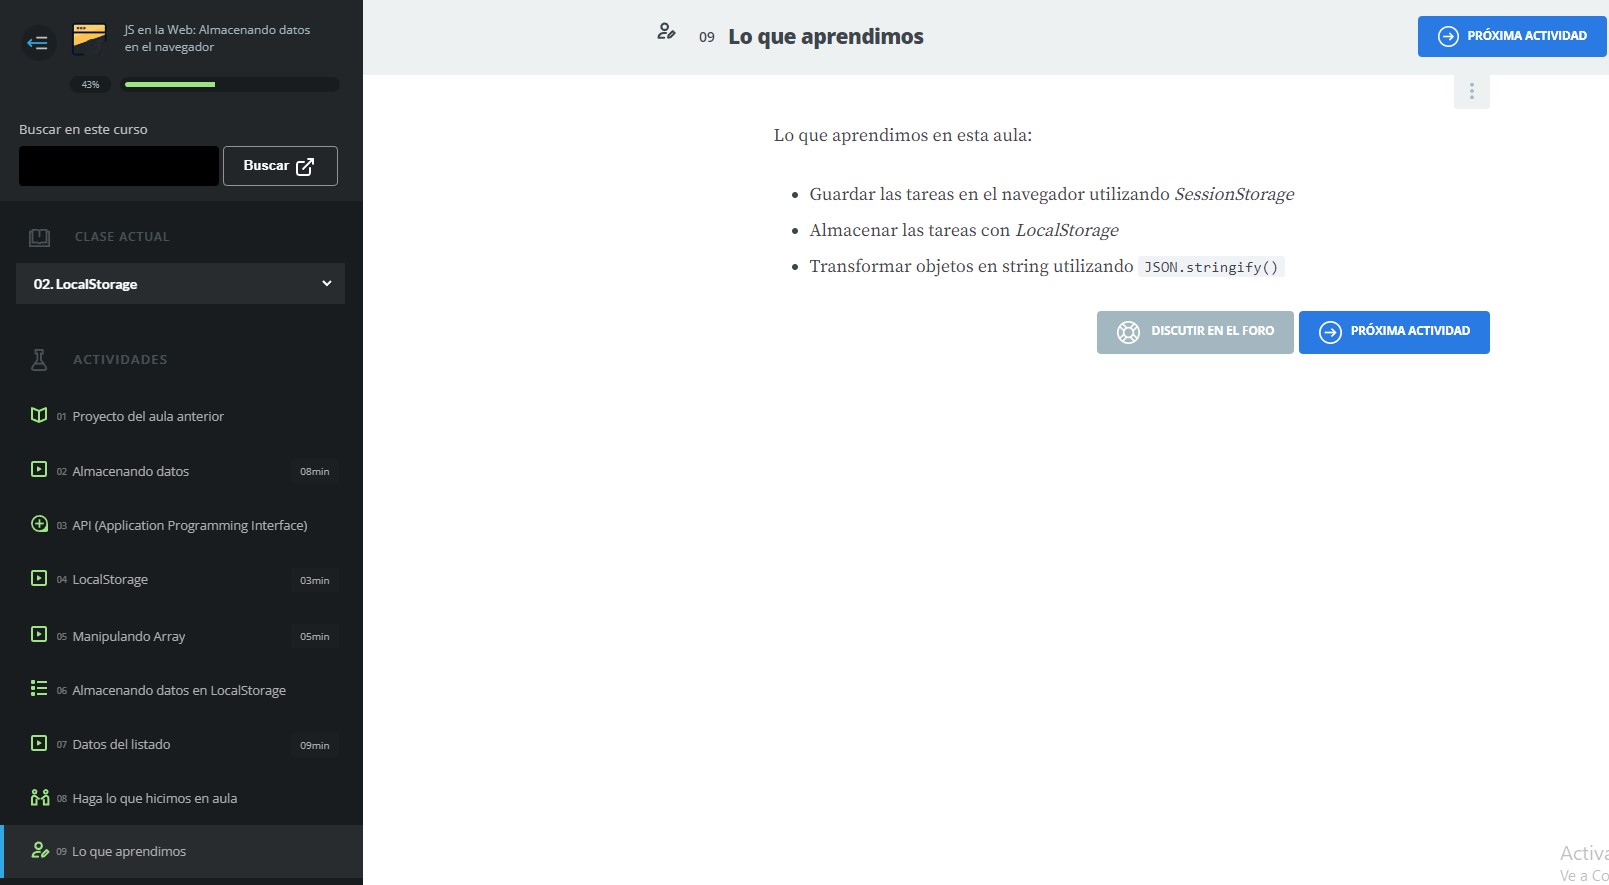 JS en la Web: Almacenando datos
en el navegador
43%
Buscar en este curso
Buscar
CLASE ACTUAL
02. LocalStorage
ACTIVIDADES
01 Proyecto del aula anterior
02 Almacenando datos 08min
03 API (Application Programming Interface)
04 LocalStorage 03min
05 Manipulando Array 05min
06 Almacenando datos en LocalStorage
07 Datos del listado 09min
08 Haga lo que hicimos en aula
09 Lo que aprendimos
09 Lo que aprendimos
PRÓXIMA ACTIVIDAD
Lo que aprendimos en esta aula:
• Guardar las tareas en el navegador utilizando SessionStorage
• Almacenar las tareas con LocalStorage
• Transformar objetos en string utilizando JSON.stringify()
DISCUTIR EN EL FORO
PRÓXIMA ACTIVIDAD
Activa
Ve a Co